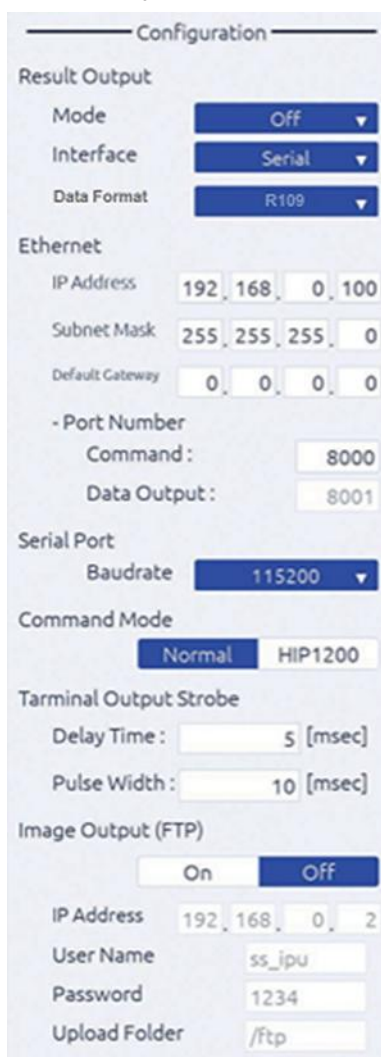 Configuration
Result Output
Mode Off
Interface Serial
Data Format R109
Ethernet
IP Address 192. 168. 0. 100
Subnet Mask 255. 255. 255. 0
Default Gateway 0. 0. 0. 0
- Port Number
Command : 8000
Data Output : 8001
Serial Port
Baudrate 115200
Command Mode
Normal HIP1200
Tarminal Output Strobe
Delay Time : 5 [msec]
Pulse Width : 10 [msec]
Image Output (FTP)
On Off
IP Address 192. 168. 0. 2
User Name ss_ipu
Password 1234
Upload Folder /ftp